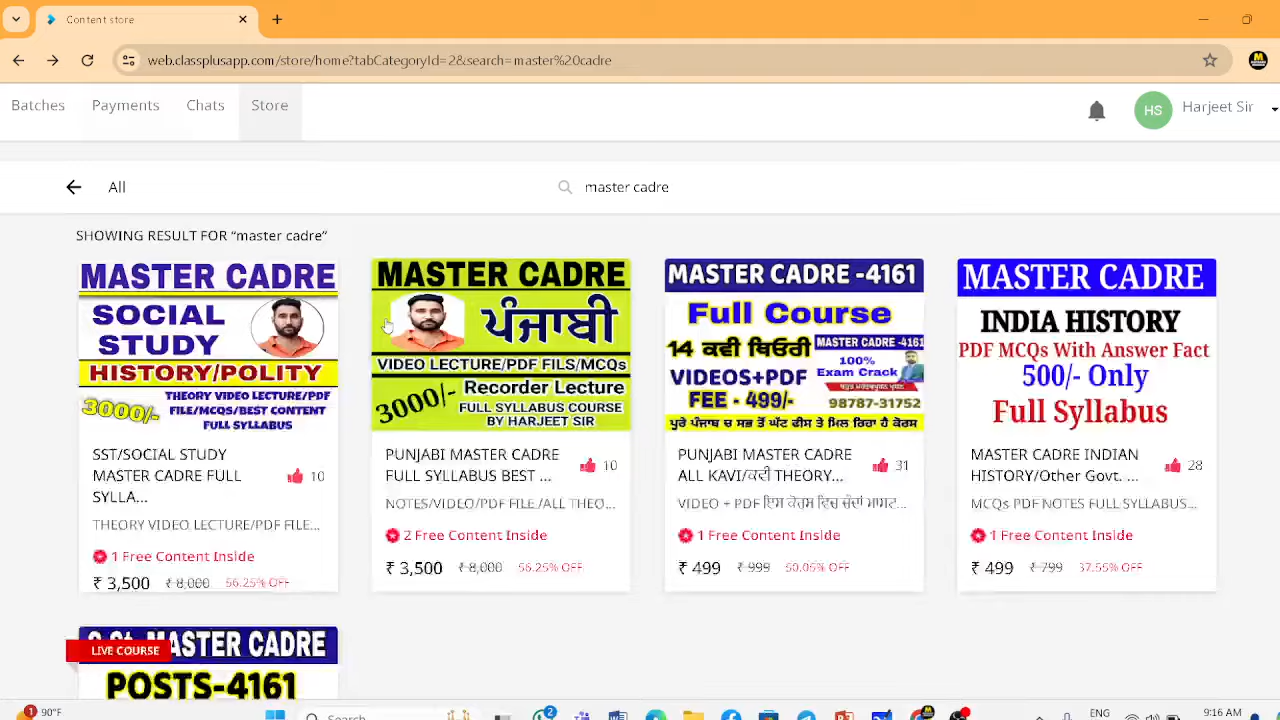 Content store
web.classplusapp.com/store/home?tabCategoryId=2&search=master%20cadre
Batches
Payments
Chats
Store
HS
Harjeet Sir
All
master cadre
SHOWING RESULT FOR “master cadre”
MASTER CADRE
SOCIAL
STUDY
HISTORY/POLITY
3000/-
THEORY VIDEO LECTURE/PDF
FILE/MCQS/BEST CONTENT
FULL SYLLABUS
SST/SOCIAL STUDY
MASTER CADRE FULL
SYLLA...
10
THEORY VIDEO LECTURE/PDF FILE...
1 Free Content Inside
₹ 3,500 ₹ 8,000 56.25% OFF
MASTER CADRE
ਪੰਜਾਬੀ
VIDEO LECTURE/PDF FILS/MCQs
3000/-
Recorder Lecture
FULL SYLLABUS COURSE
BY HARJEET SIR
PUNJABI MASTER CADRE
FULL SYLLABUS BEST ...
10
NOTES/VIDEO/PDF FILE/ALL THEO...
2 Free Content Inside
₹ 3,500 ₹ 8,000 56.25% OFF
MASTER CADRE -4161
Full Course
14 ਕਵੀ ਥਿਓਰੀ
MASTER CADRE -4161
VIDEOS+PDF
100%
Exam Crack
FEE - 499/-
98787-31752
ਪੂਰੇ ਪੰਜਾਬ ਚ ਸਭ ਤੋਂ ਘੱਟ ਫੀਸ ਤੇ ਮਿਲ ਰਿਹਾ ਹੈ ਕੋਰਸ
PUNJABI MASTER CADRE
ALL KAVI/ਕਵੀ THEORY...
31
VIDEO + PDF ਇਸ ਕੋਰਸ ਵਿਚ ਚੰਦਾਂ ਮਾਸਟ...
1 Free Content Inside
₹ 499 ₹ 999 50.05% OFF
MASTER CADRE
INDIA HISTORY
PDF MCQs With Answer Fact
500/- Only
Full Syllabus
MASTER CADRE INDIAN
HISTORY/Other Govt. ...
28
MCQs PDF NOTES FULL SYLLABUS...
1 Free Content Inside
₹ 499 ₹ 799 37.55% OFF
MASTER CADRE
LIVE COURSE
POSTS-4161
1
90°F
Search
2
ENG
9:16 AM